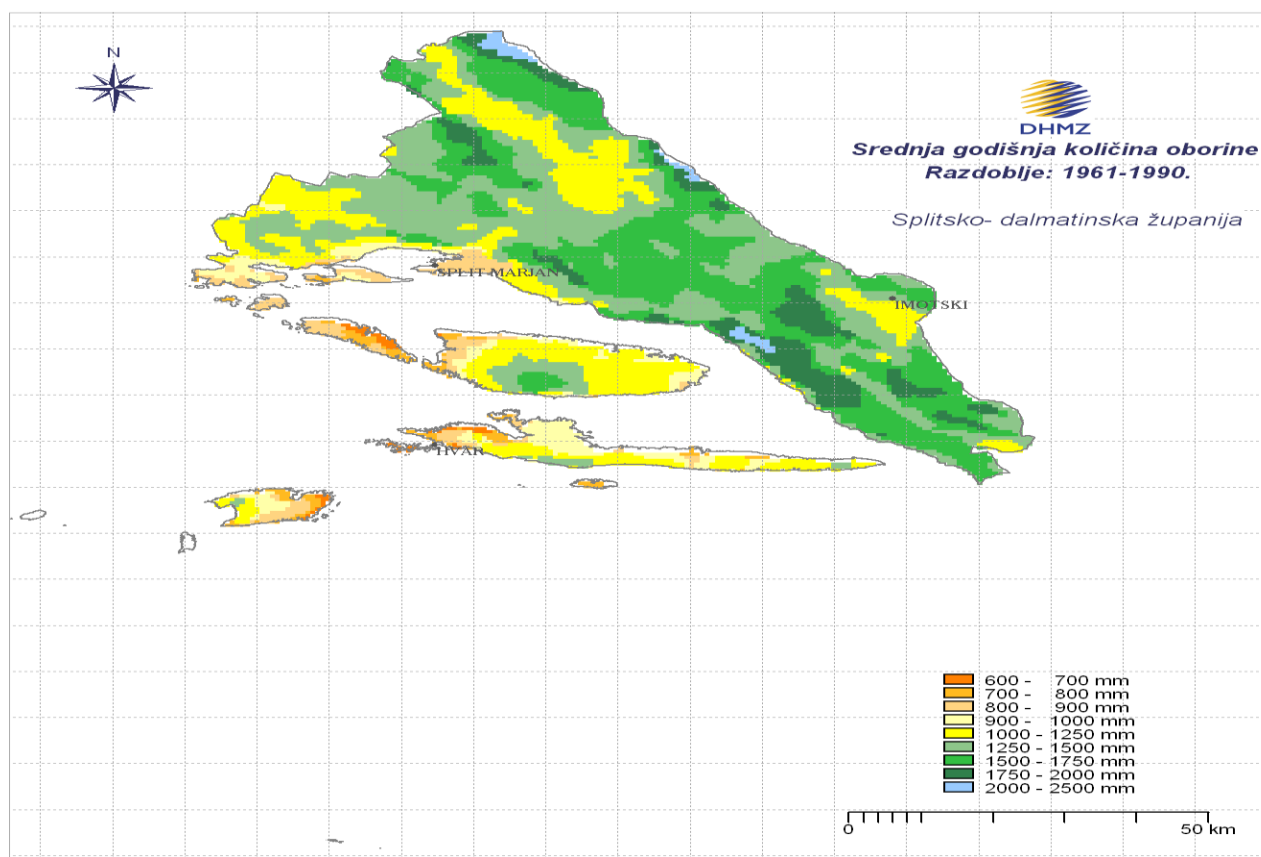 N
DHMZ
Srednja godišnja količina oborine
Razdoblje: 1961-1990.
Splitsko- dalmatinska županija
SPLIT MARJAN
IMOTSKI
HVAR
600 - 700 mm
700 - 800 mm
800 - 900 mm
900 - 1000 mm
1000 - 1250 mm
1250 - 1500 mm
1500 - 1750 mm
1750 - 2000 mm
2000 - 2500 mm
0 50 km